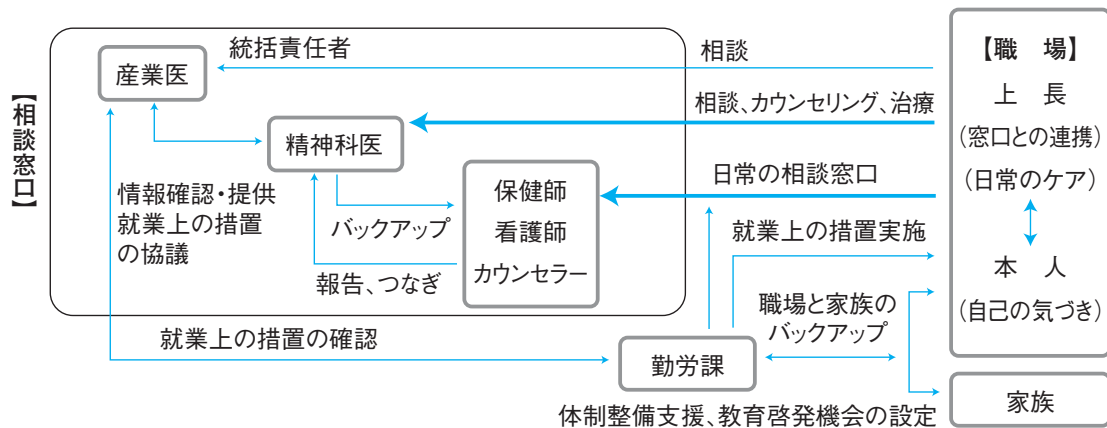 【相談窓口】
統括責任者
産業医
精神科医
情報確認・提供
就業上の措置
の協議
バックアップ
報告、つなぎ
保健師
看護師
カウンセラー
相談
相談、カウンセリング、治療
日常の相談窓口
就業上の措置実施
職場と家族の
バックアップ
就業上の措置の確認
勤労課
体制整備支援、教育啓発機会の設定
【職　場】
上　長
(窓口との連携)
(日常のケア)
本　人
(自己の気づき)
家族